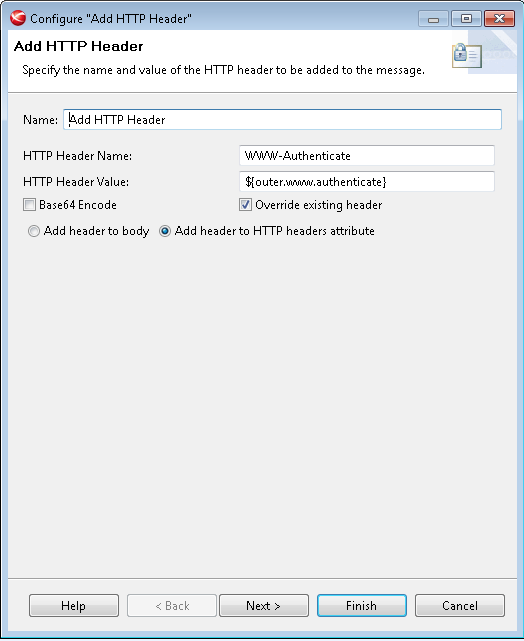 Configure "Add HTTP Header"
Add HTTP Header
Specify the name and value of the HTTP header to be added to the message.
Name: Add HTTP Header
HTTP Header Name: WWW-Authenticate
HTTP Header Value: ${outer.www.authenticate}
Base64 Encode Override existing header
Add header to body Add header to HTTP headers attribute
Help < Back Next > Finish Cancel